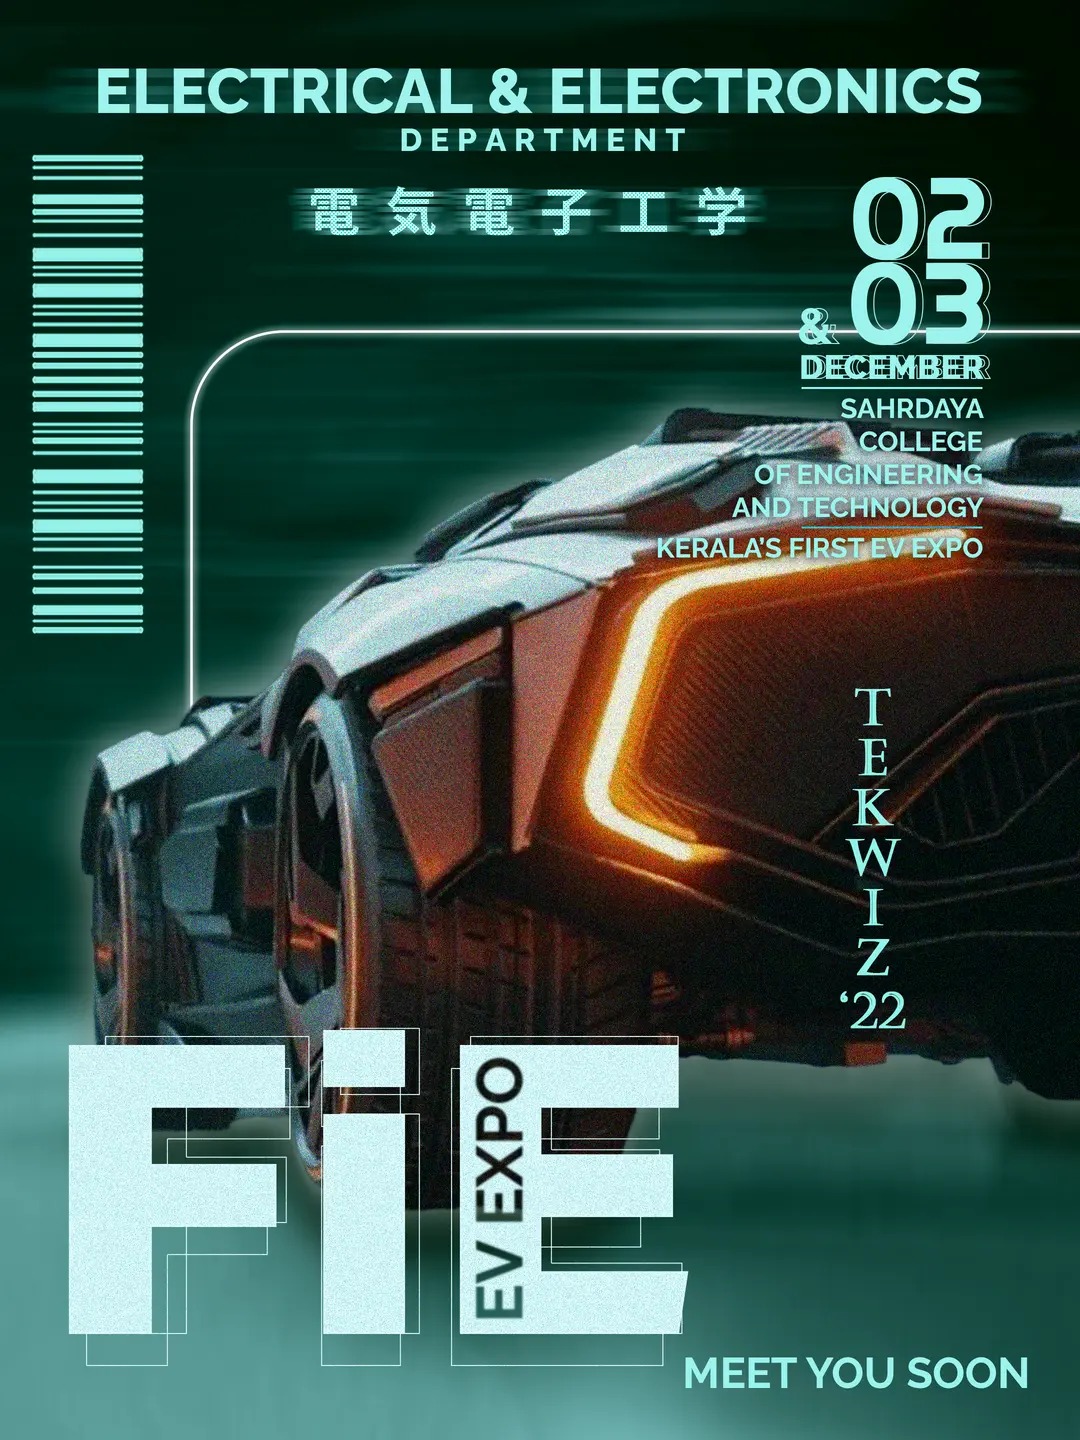 ELECTRICAL & ELECTRONICS
DEPARTMENT
電気電子工学
02
& 03
DECEMBER
SAHRDAYA
COLLEGE
OF ENGINEERING
AND TECHNOLOGY
KERALA'S FIRST EV EXPO
TEKWIZ '22
FiE
EV EXPO
MEET YOU SOON